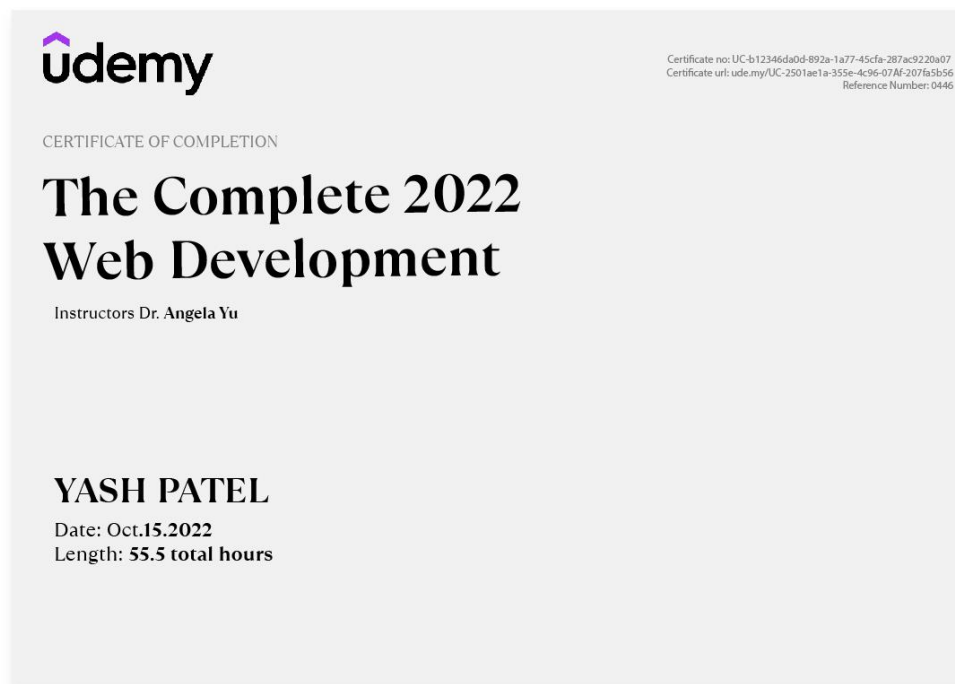 udemy
Certificate no: UC-b12346da0d-892a-1a77-45cfa-287ac9220a07
Certificate url: ude.my/UC-2501ae1a-355e-4c96-07Af-207fa5b56
Reference Number: 0446
CERTIFICATE OF COMPLETION
The Complete 2022
Web Development
Instructors Dr. Angela Yu
YASH PATEL
Date: Oct.15.2022
Length: 55.5 total hours